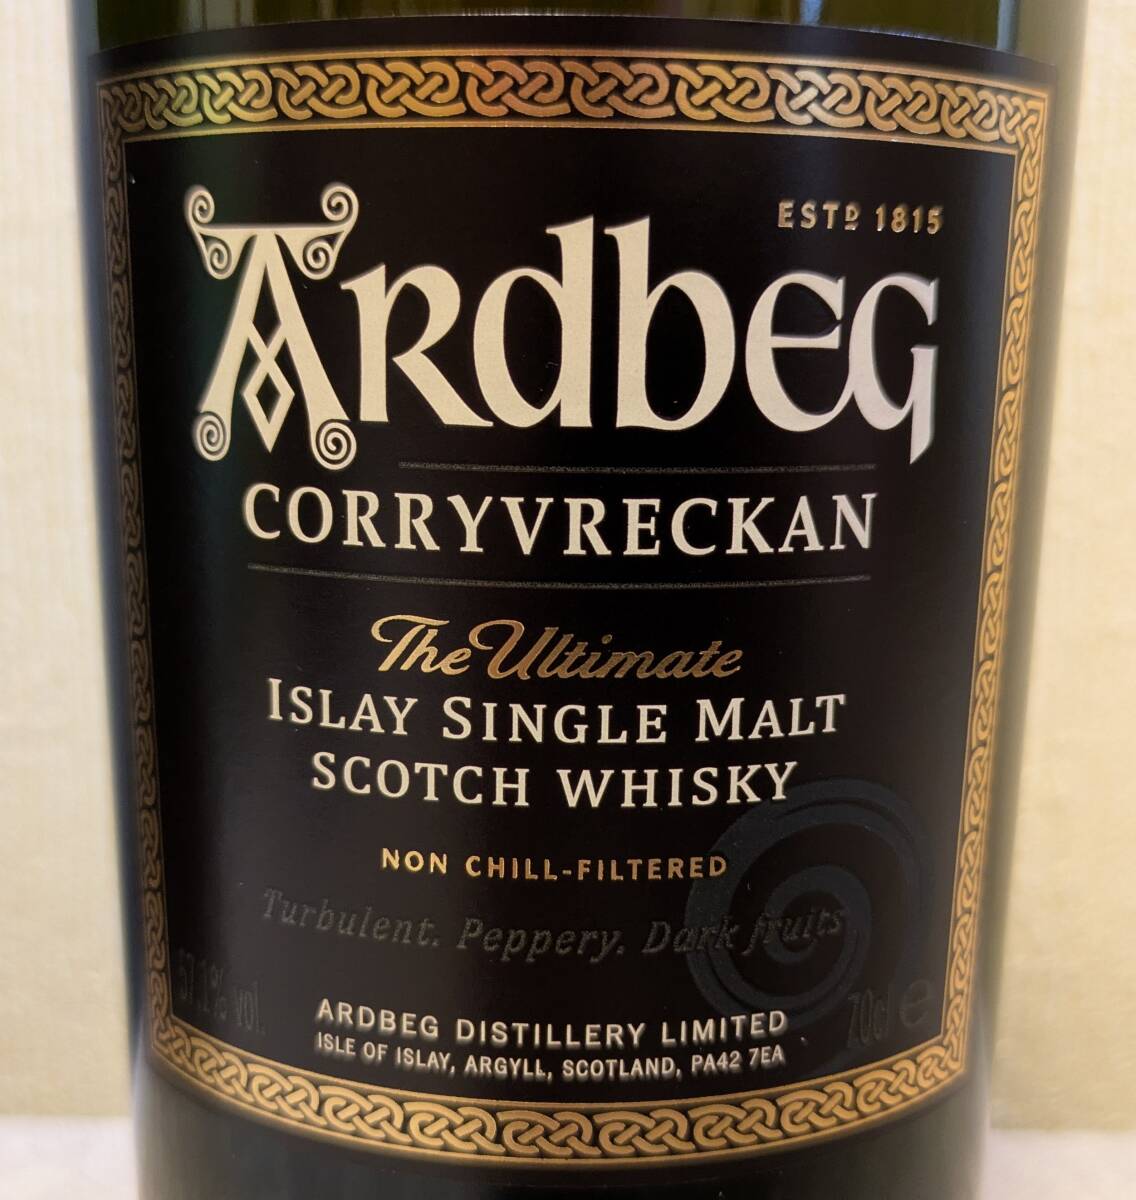 ESTD 1815
ARDBEG
CORRYVRECKAN
The Ultimate
ISLAY SINGLE MALT
SCOTCH WHISKY
NON CHILL-FILTERED
Turbulent. Peppery. Dark fruits
57.1% vol.
70cl e
ARDBEG DISTILLERY LIMITED
ISLE OF ISLAY, ARGYLL, SCOTLAND, PA42 7EA